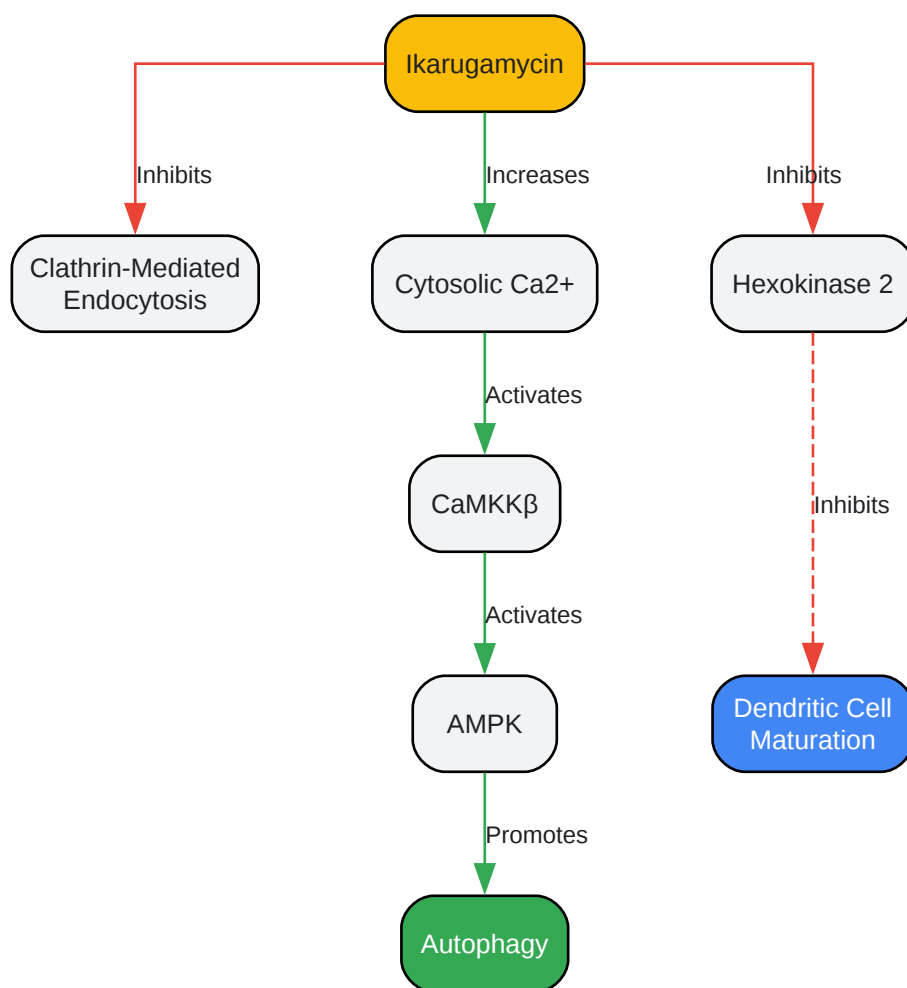 Ikarugamycin
Inhibits
Increases
Inhibits
Clathrin-Mediated
Endocytosis
Cytosolic Ca2+
Hexokinase 2
Activates
CaMKKβ
Inhibits
Activates
AMPK
Dendritic Cell
Maturation
Promotes
Autophagy